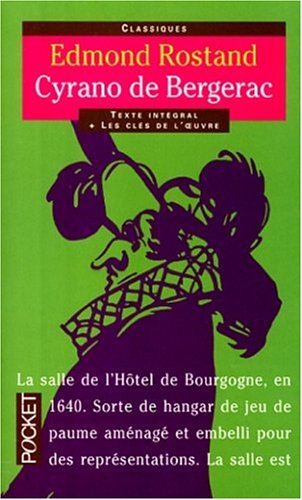 CLASSIQUES
Edmond Rostand
Cyrano de Bergerac
TEXTE INTÉGRAL
+ LES CLÉS DE L'ŒUVRE
La salle de l'Hôtel de Bourgogne, en
1640. Sorte de hangar de jeu de
paume aménagé et embelli pour
des représentations. La salle est
POCKET